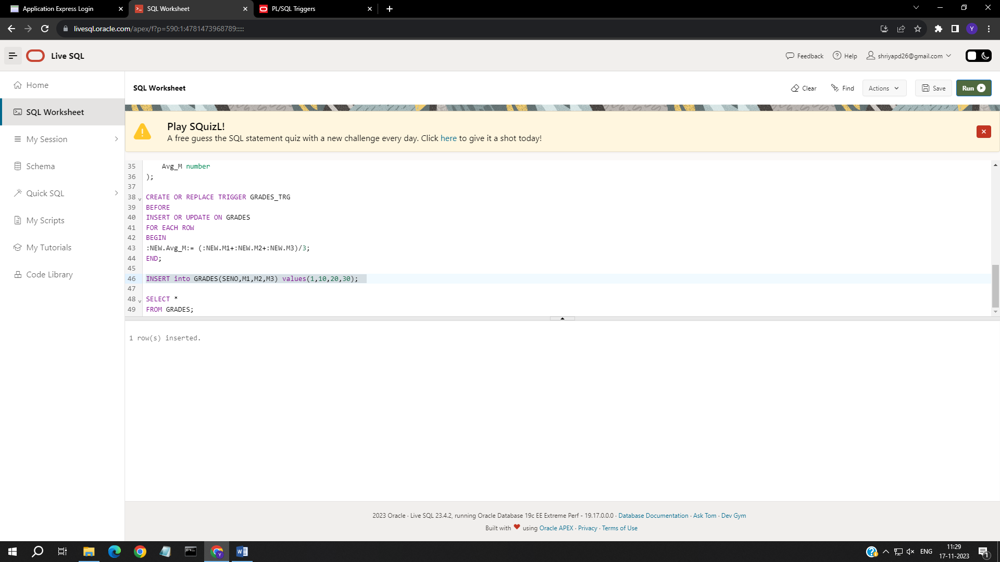 Application Express Login
SQL Worksheet
PL/SQL Triggers
livesql.oracle.com/apex/f?p=590:1:4781473968789:::::
Y
Live SQL
Feedback
Help
shriyapd26@gmail.com
Home
SQL Worksheet
My Session
Schema
Quick SQL
My Scripts
My Tutorials
Code Library
SQL Worksheet
Clear
Find
Actions
Save
Run
Play SQuizL!
A free guess the SQL statement quiz with a new challenge every day. Click here to give it a shot today!
35 Avg_M number
36 );
37
38 CREATE OR REPLACE TRIGGER GRADES_TRG
39 BEFORE
40 INSERT OR UPDATE ON GRADES
41 FOR EACH ROW
42 BEGIN
43 :NEW.Avg_M:= (:NEW.M1+:NEW.M2+:NEW.M3)/3;
44 END;
45
46 INSERT into GRADES(SENO,M1,M2,M3) values(1,10,20,30);
47
48 SELECT *
49 FROM GRADES;
1 row(s) inserted.
2023 Oracle · Live SQL 23.4.2, running Oracle Database 19c EE Extreme Perf - 19.17.0.0.0 · Database Documentation · Ask Tom · Dev Gym
Built with ❤ using Oracle APEX · Privacy · Terms of Use
ENG
11:29
17-11-2023
1